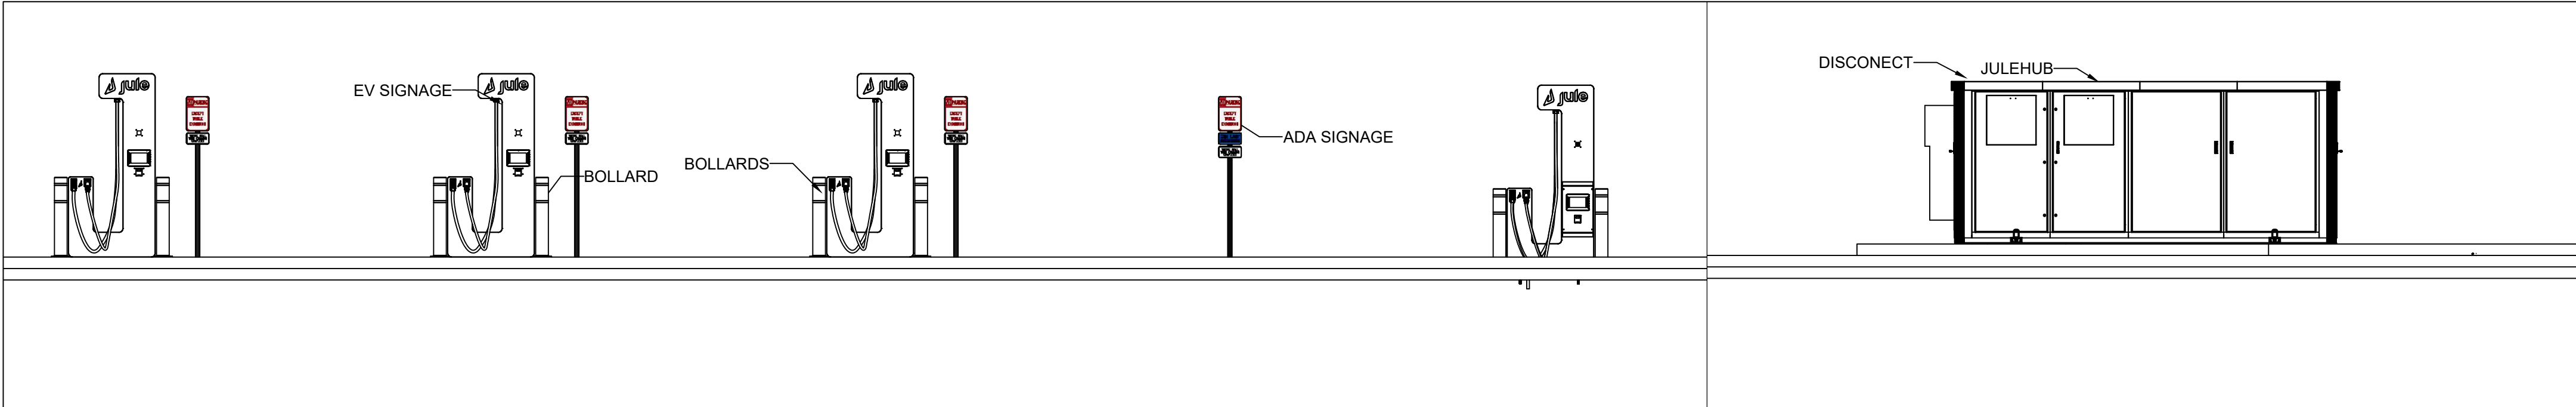 jule
EV SIGNAGE
jule
BOLLARD
BOLLARDS
jule
ADA SIGNAGE
jule
DISCONECT
JULEHUB